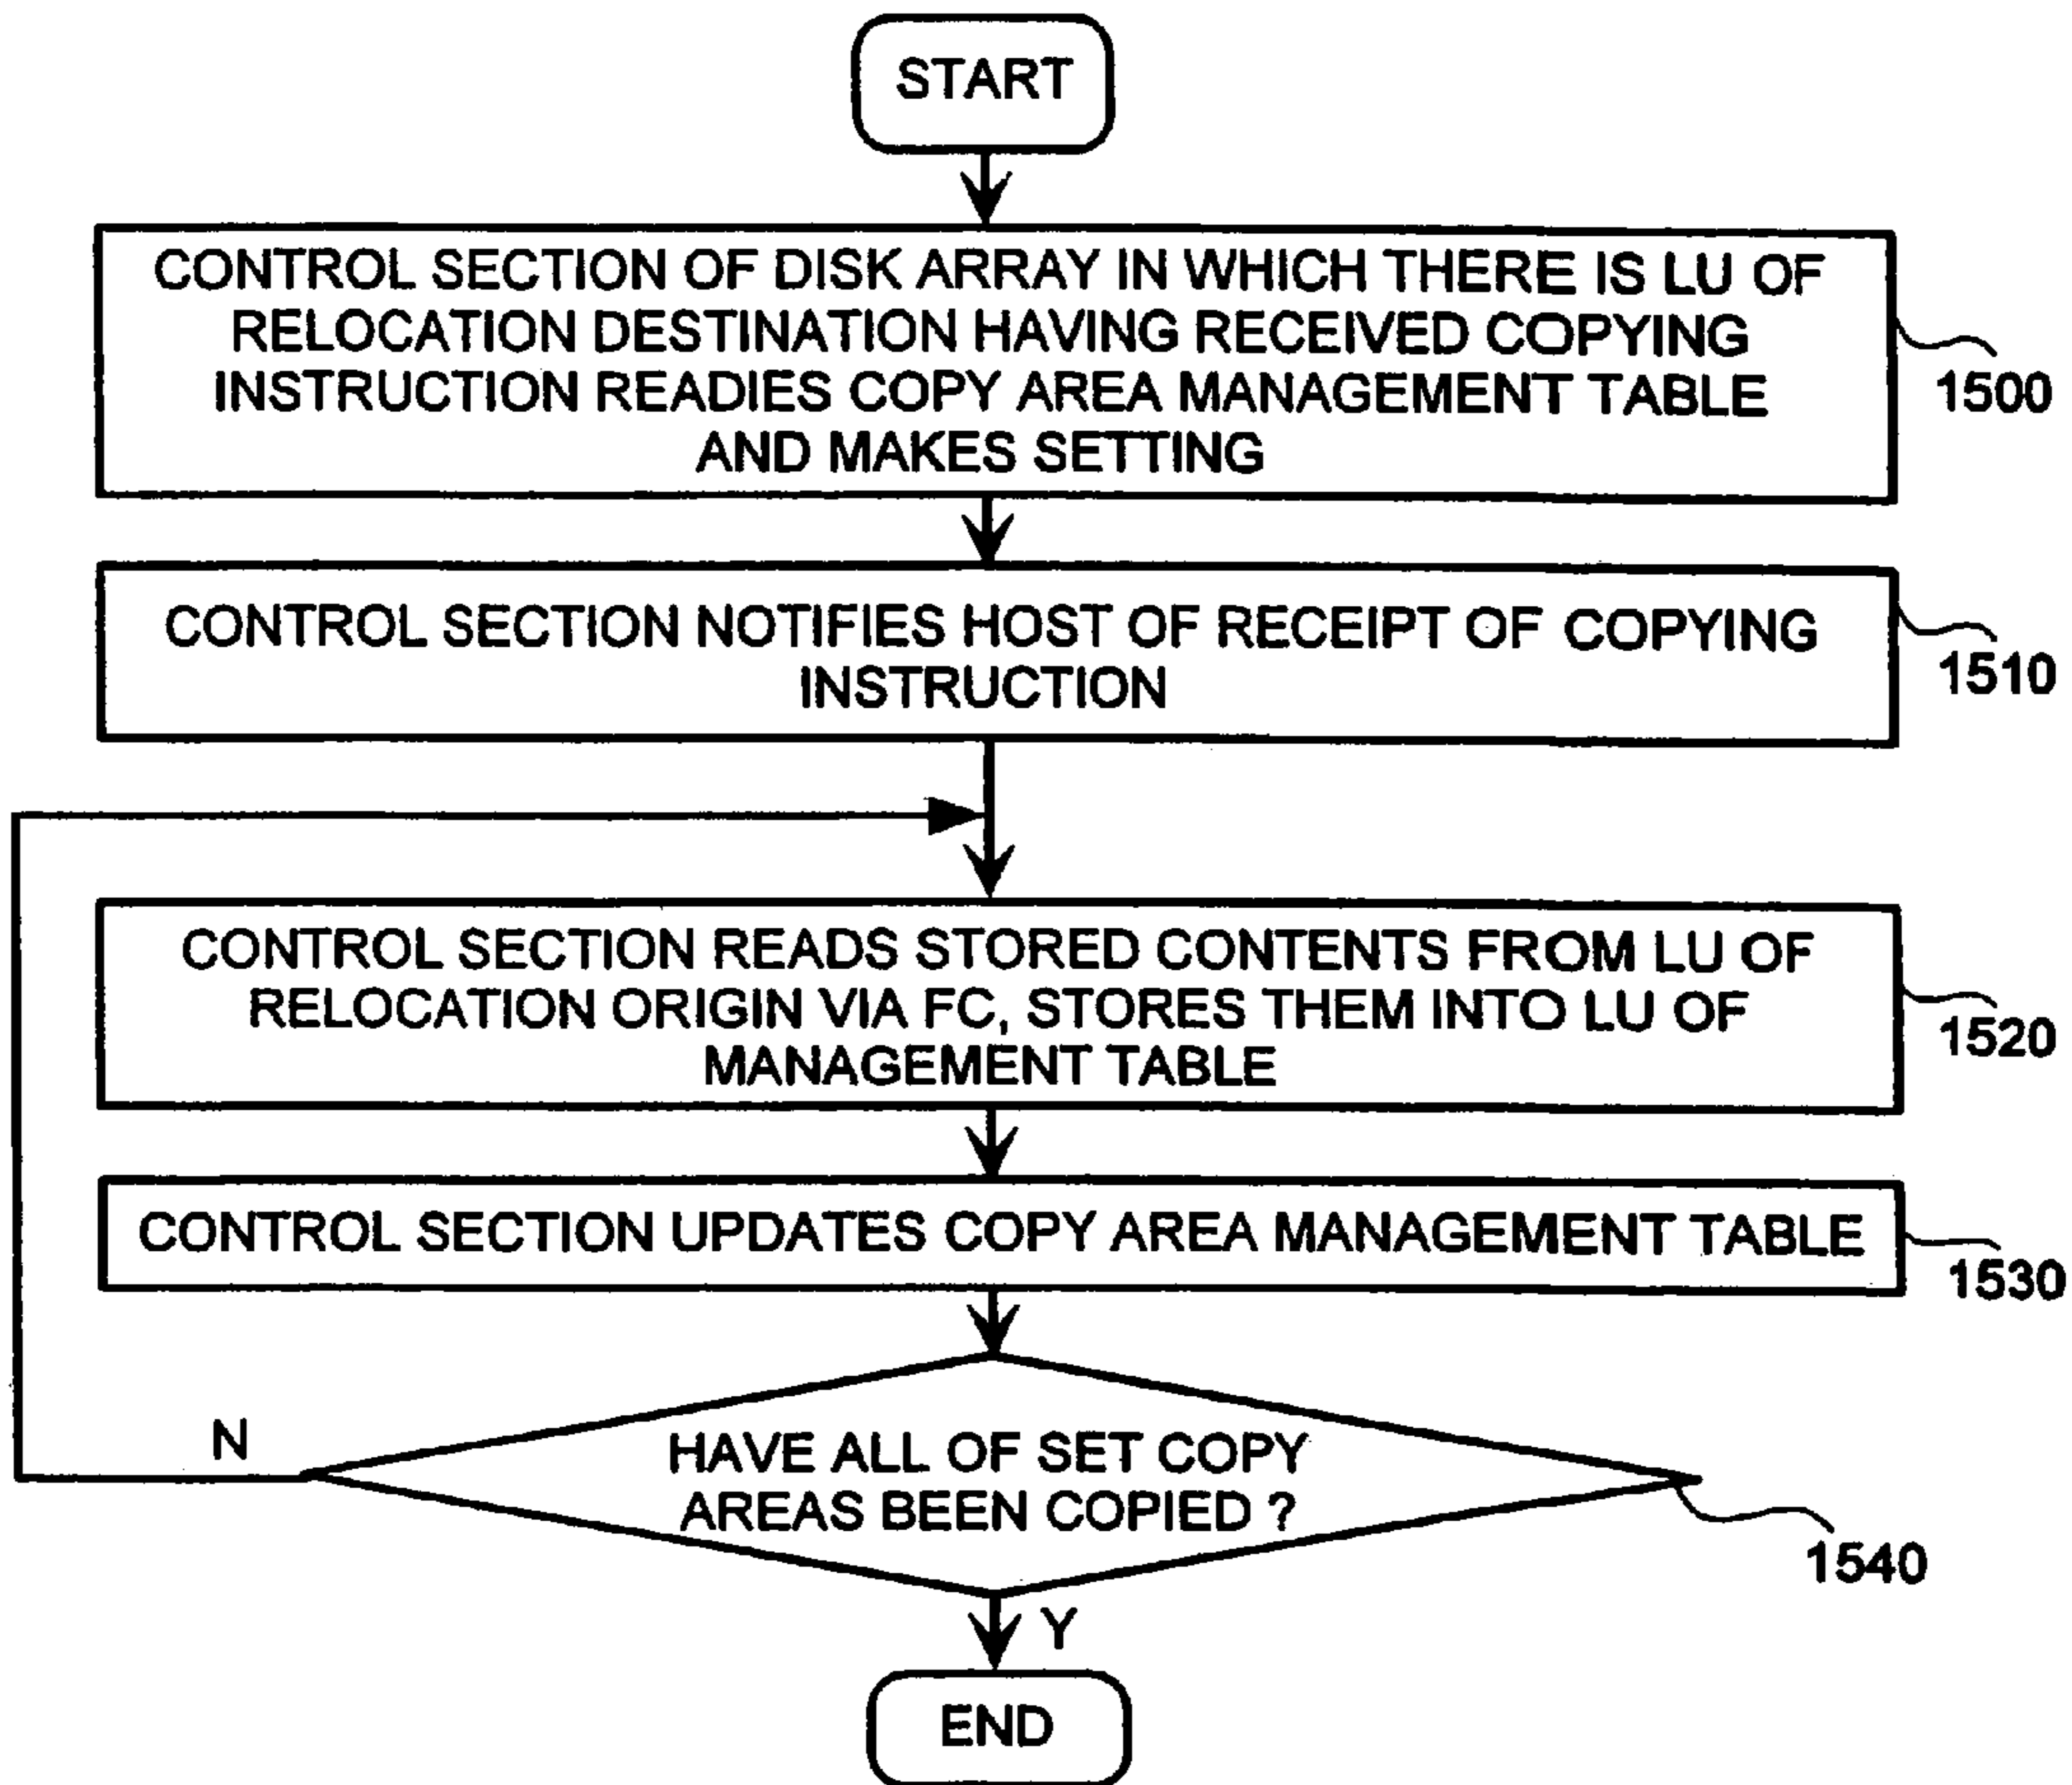 START
CONTROL SECTION OF DISK ARRAY IN WHICH THERE IS LU OF
RELOCATION DESTINATION HAVING RECEIVED COPYING
INSTRUCTION READIES COPY AREA MANAGEMENT TABLE
AND MAKES SETTING
1500
CONTROL SECTION NOTIFIES HOST OF RECEIPT OF COPYING
INSTRUCTION
1510
CONTROL SECTION READS STORED CONTENTS FROM LU OF
RELOCATION ORIGIN VIA FC, STORES THEM INTO LU OF
MANAGEMENT TABLE
1520
CONTROL SECTION UPDATES COPY AREA MANAGEMENT TABLE
1530
N
HAVE ALL OF SET COPY
AREAS BEEN COPIED ?
1540
Y
END